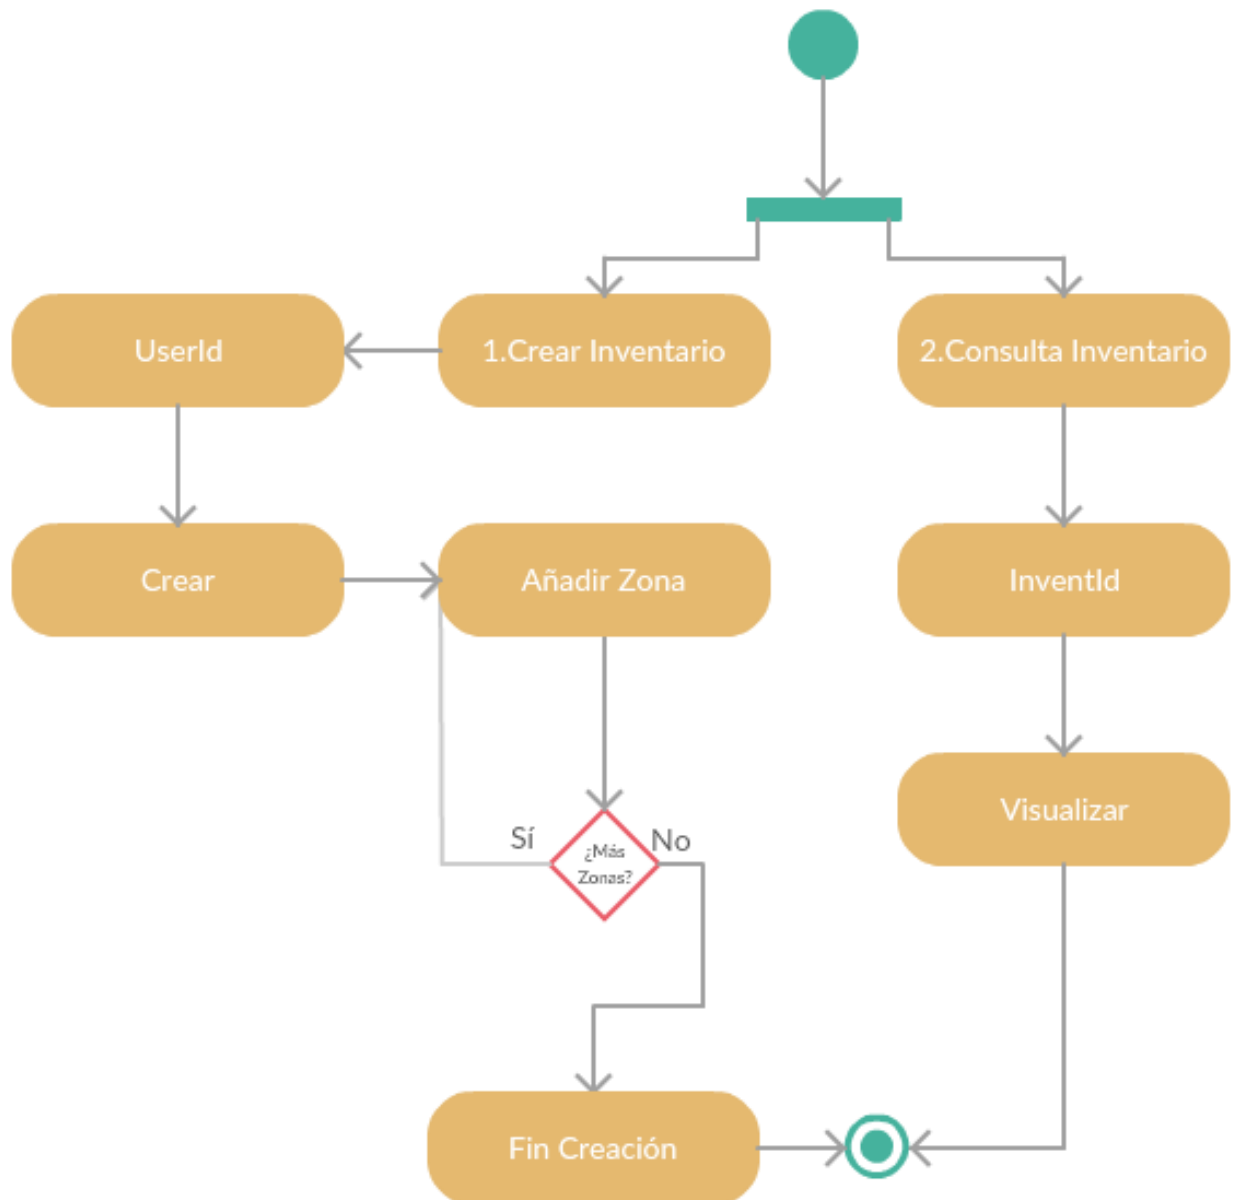 UserId
1.Crear Inventario
2.Consulta Inventario
Crear
Añadir Zona
InventId
Visualizar
Sí
¿Más
Zonas?
No
Fin Creación